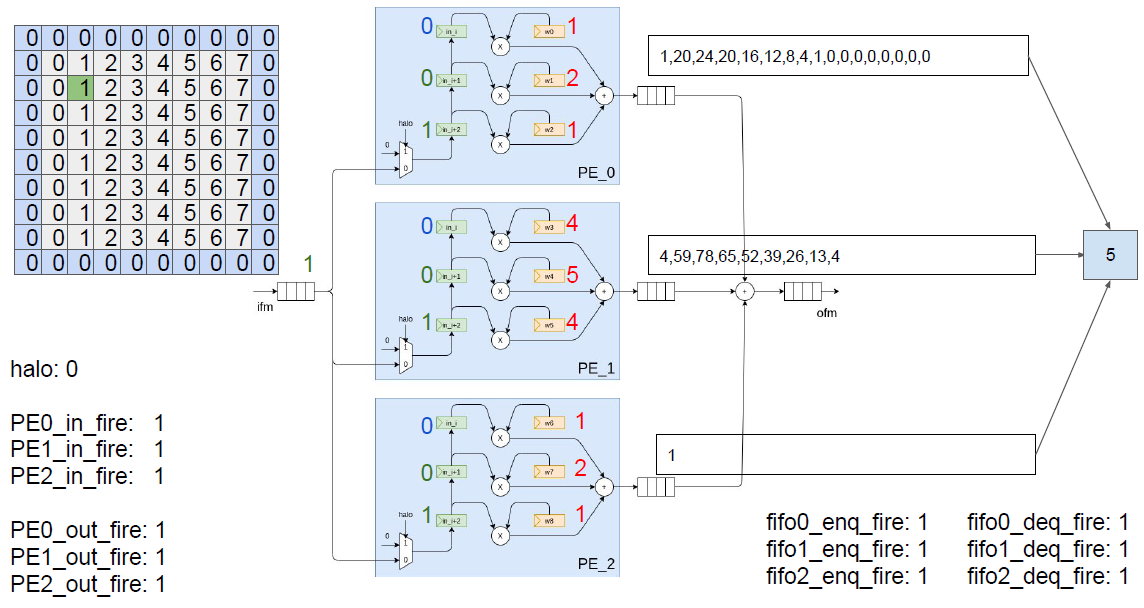 0 0 0 0 0 0 0 0 0 0
0 0 1 2 3 4 5 6 7 0
0 0 1 2 3 4 5 6 7 0
0 0 1 2 3 4 5 6 7 0
0 0 1 2 3 4 5 6 7 0
0 0 1 2 3 4 5 6 7 0
0 0 1 2 3 4 5 6 7 0
0 0 1 2 3 4 5 6 7 0
0 0 1 2 3 4 5 6 7 0
0 0 0 0 0 0 0 0 0 0
1
ifm
halo: 0
PE0_in_fire: 1
PE1_in_fire: 1
PE2_in_fire: 1
PE0_out_fire: 1
PE1_out_fire: 1
PE2_out_fire: 1
0 in_i X w0 1
0 in_i+1 X w1 2
+
1 in_i+2 X w2 1
halo
0 1
0
PE_0
0 in_i X w3 4
0 in_i+1 X w4 5
+
1 in_i+2 X w5 4
halo
0 1
0
PE_1
0 in_i X w6 1
0 in_i+1 X w7 2
+
1 in_i+2 X w8 1
halo
0 1
0
PE_2
1,20,24,20,16,12,8,4,1,0,0,0,0,0,0,0,0
4,59,78,65,52,39,26,13,4
5
+
ofm
1
fifo0_enq_fire: 1 fifo0_deq_fire: 1
fifo1_enq_fire: 1 fifo1_deq_fire: 1
fifo2_enq_fire: 1 fifo2_deq_fire: 1